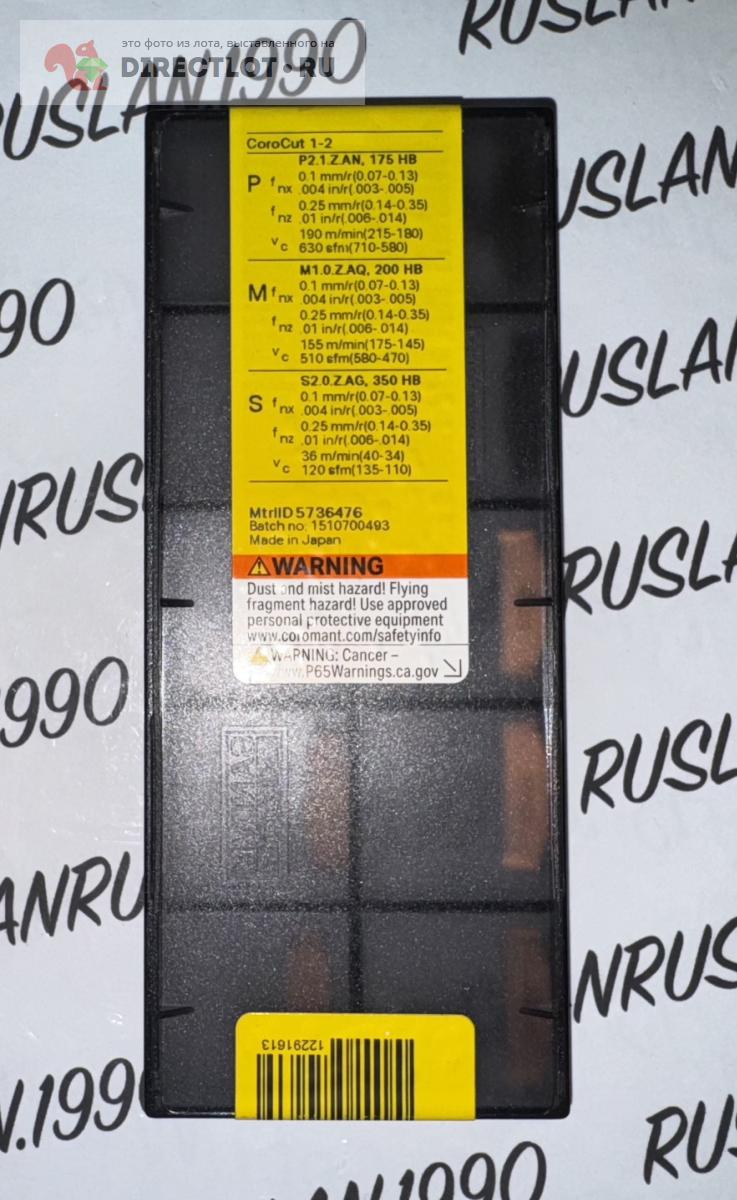 это фото из лота, выставленного на
DIRECTLOT.RU
RUSLAN.1990
CoroCut 1-2
P2.1.Z.AN, 175 HB
P fnx 0.1 mm/r(0.07-0.13)
.004 in/r(.003-.005)
fnz 0.25 mm/r(0.14-0.35)
.01 in/r(.006-.014)
vc 190 m/min(215-180)
630 sfm(710-580)
M1.0.Z.AQ, 200 HB
M fnx 0.1 mm/r(0.07-0.13)
.004 in/r(.003-.005)
fnz 0.25 mm/r(0.14-0.35)
.01 in/r(.006-.014)
vc 155 m/min(175-145)
510 sfm(580-470)
S2.0.Z.AG, 350 HB
S fnx 0.1 mm/r(0.07-0.13)
.004 in/r(.003-.005)
fnz 0.25 mm/r(0.14-0.35)
.01 in/r(.006-.014)
vc 36 m/min(40-34)
120 sfm(135-110)
MtrlID 5736476
Batch no: 1510700493
Made in Japan
⚠WARNING
Dust and mist hazard! Flying
fragment hazard! Use approved
personal protective equipment
www.coromant.com/safetyinfo
⚠WARNING: Cancer –
www.P65Warnings.ca.gov
12291613